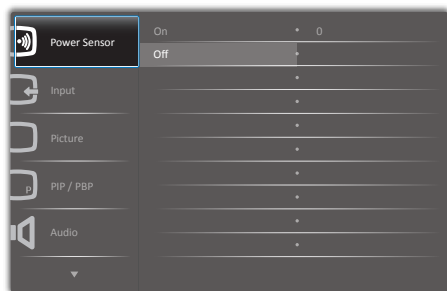 Power Sensor
On 0
Off
Input
Picture
P PIP / PBP
Audio